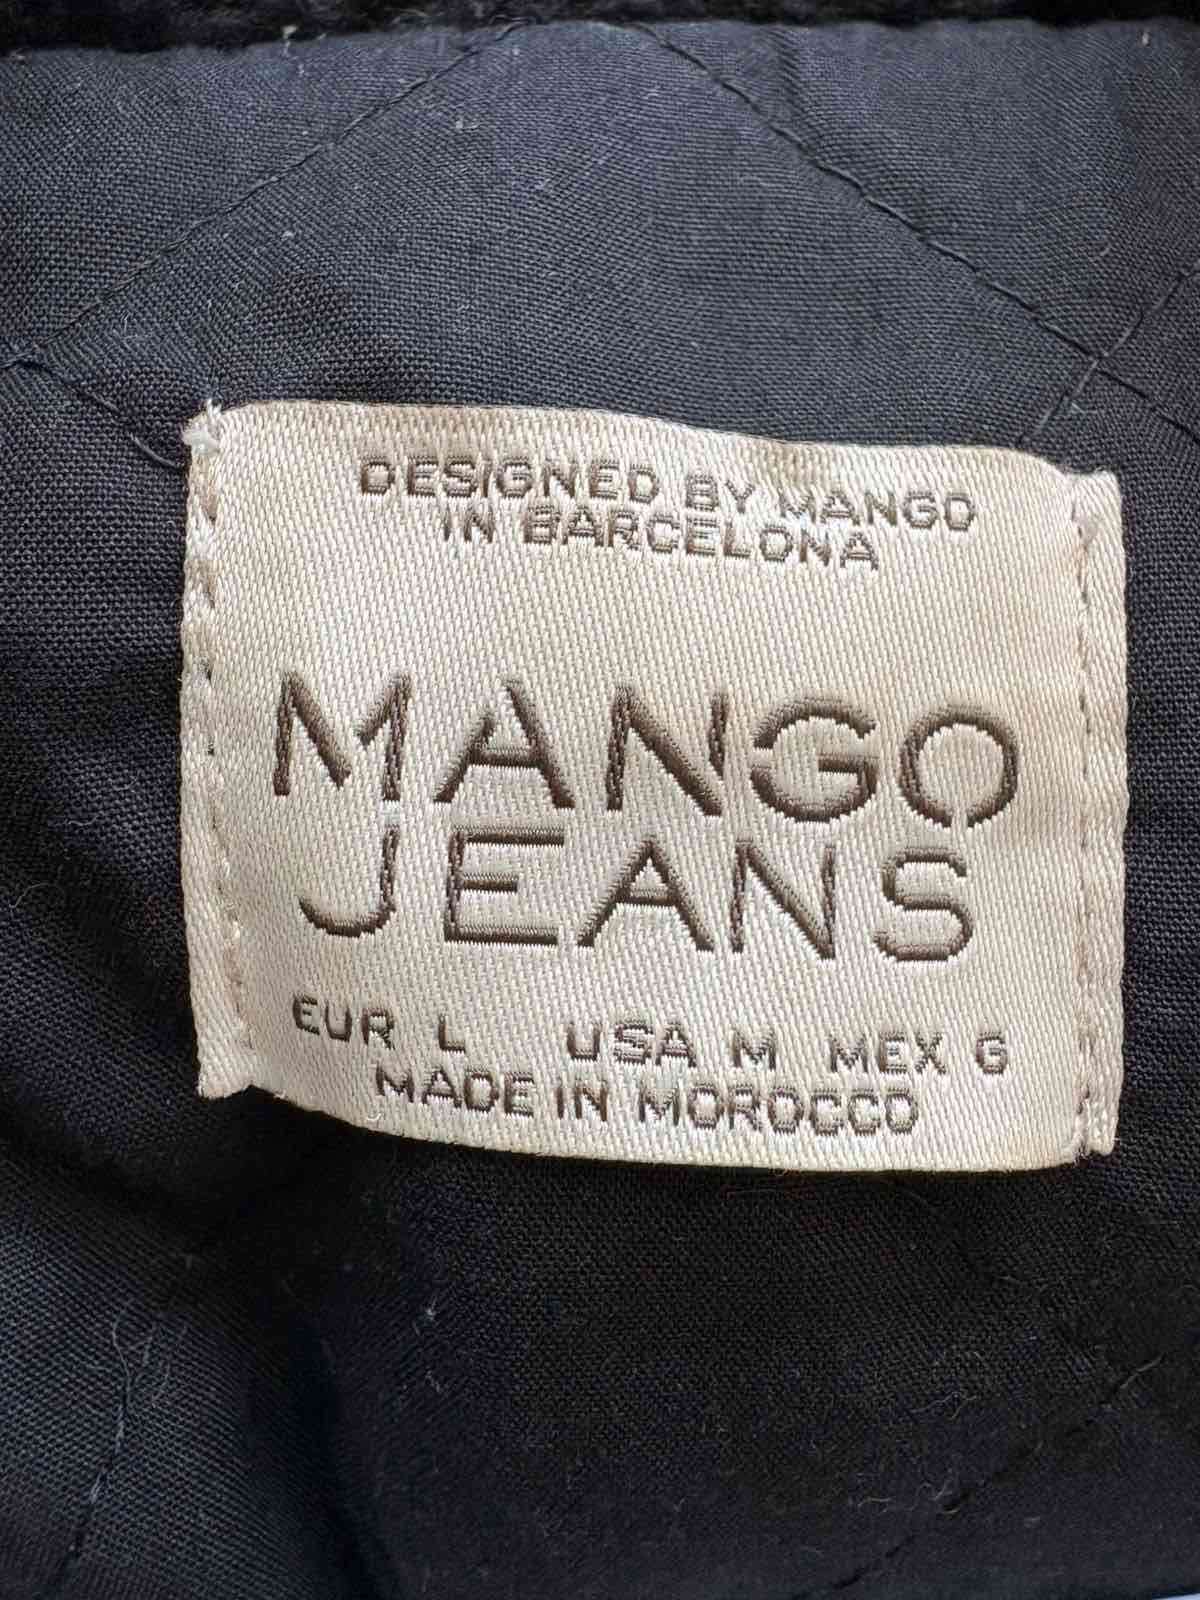 DESIGNED BY MANGO
IN BARCELONA
MANGO
JEANS
EUR L USA M MEX G
MADE IN MOROCCO